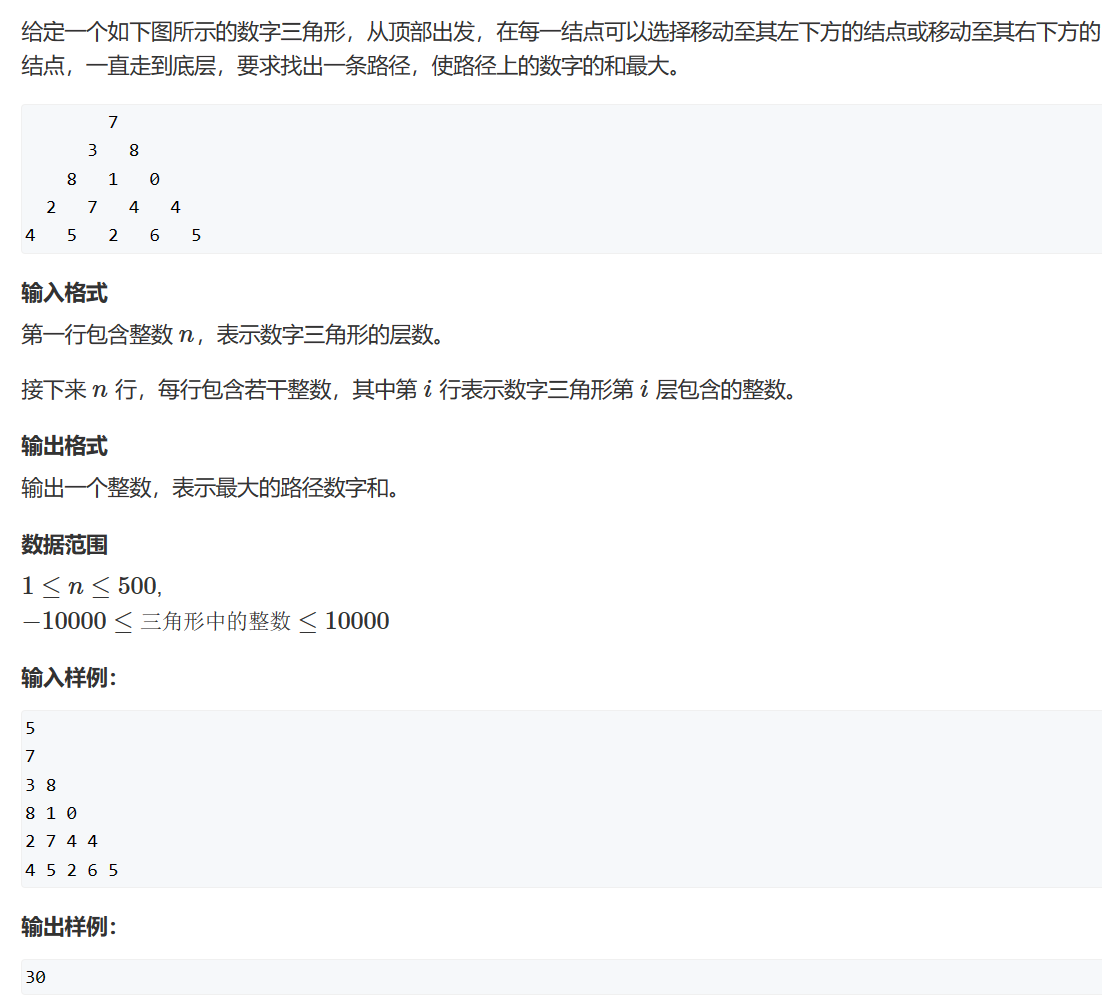 给定一个如下图所示的数字三角形，从顶部出发，在每一结点可以选择移动至其左下方的结点或移动至其右下方的
结点，一直走到底层，要求找出一条路径，使路径上的数字的和最大。
7
3 8
8 1 0
2 7 4 4
4 5 2 6 5
输入格式
第一行包含整数 n，表示数字三角形的层数。
接下来 n 行，每行包含若干整数，其中第 i 行表示数字三角形第 i 层包含的整数。
输出格式
输出一个整数，表示最大的路径数字和。
数据范围
1 ≤ n ≤ 500,
−10000 ≤ 三角形中的整数 ≤ 10000
输入样例：
5
7
3 8
8 1 0
2 7 4 4
4 5 2 6 5
输出样例：
30